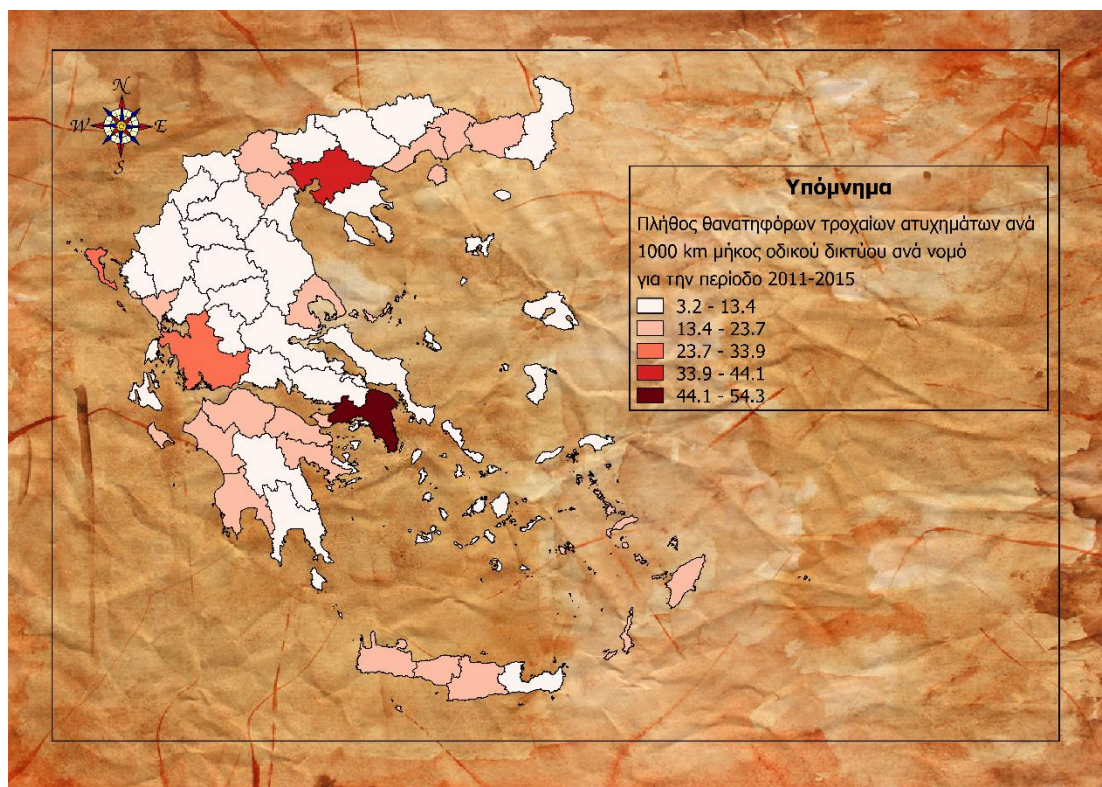 N
W E
S
Υπόμνημα
Πλήθος θανατηφόρων τροχαίων ατυχημάτων ανά
1000 km μήκος οδικού δικτύου ανά νομό
για την περίοδο 2011-2015
3.2 - 13.4
13.4 - 23.7
23.7 - 33.9
33.9 - 44.1
44.1 - 54.3